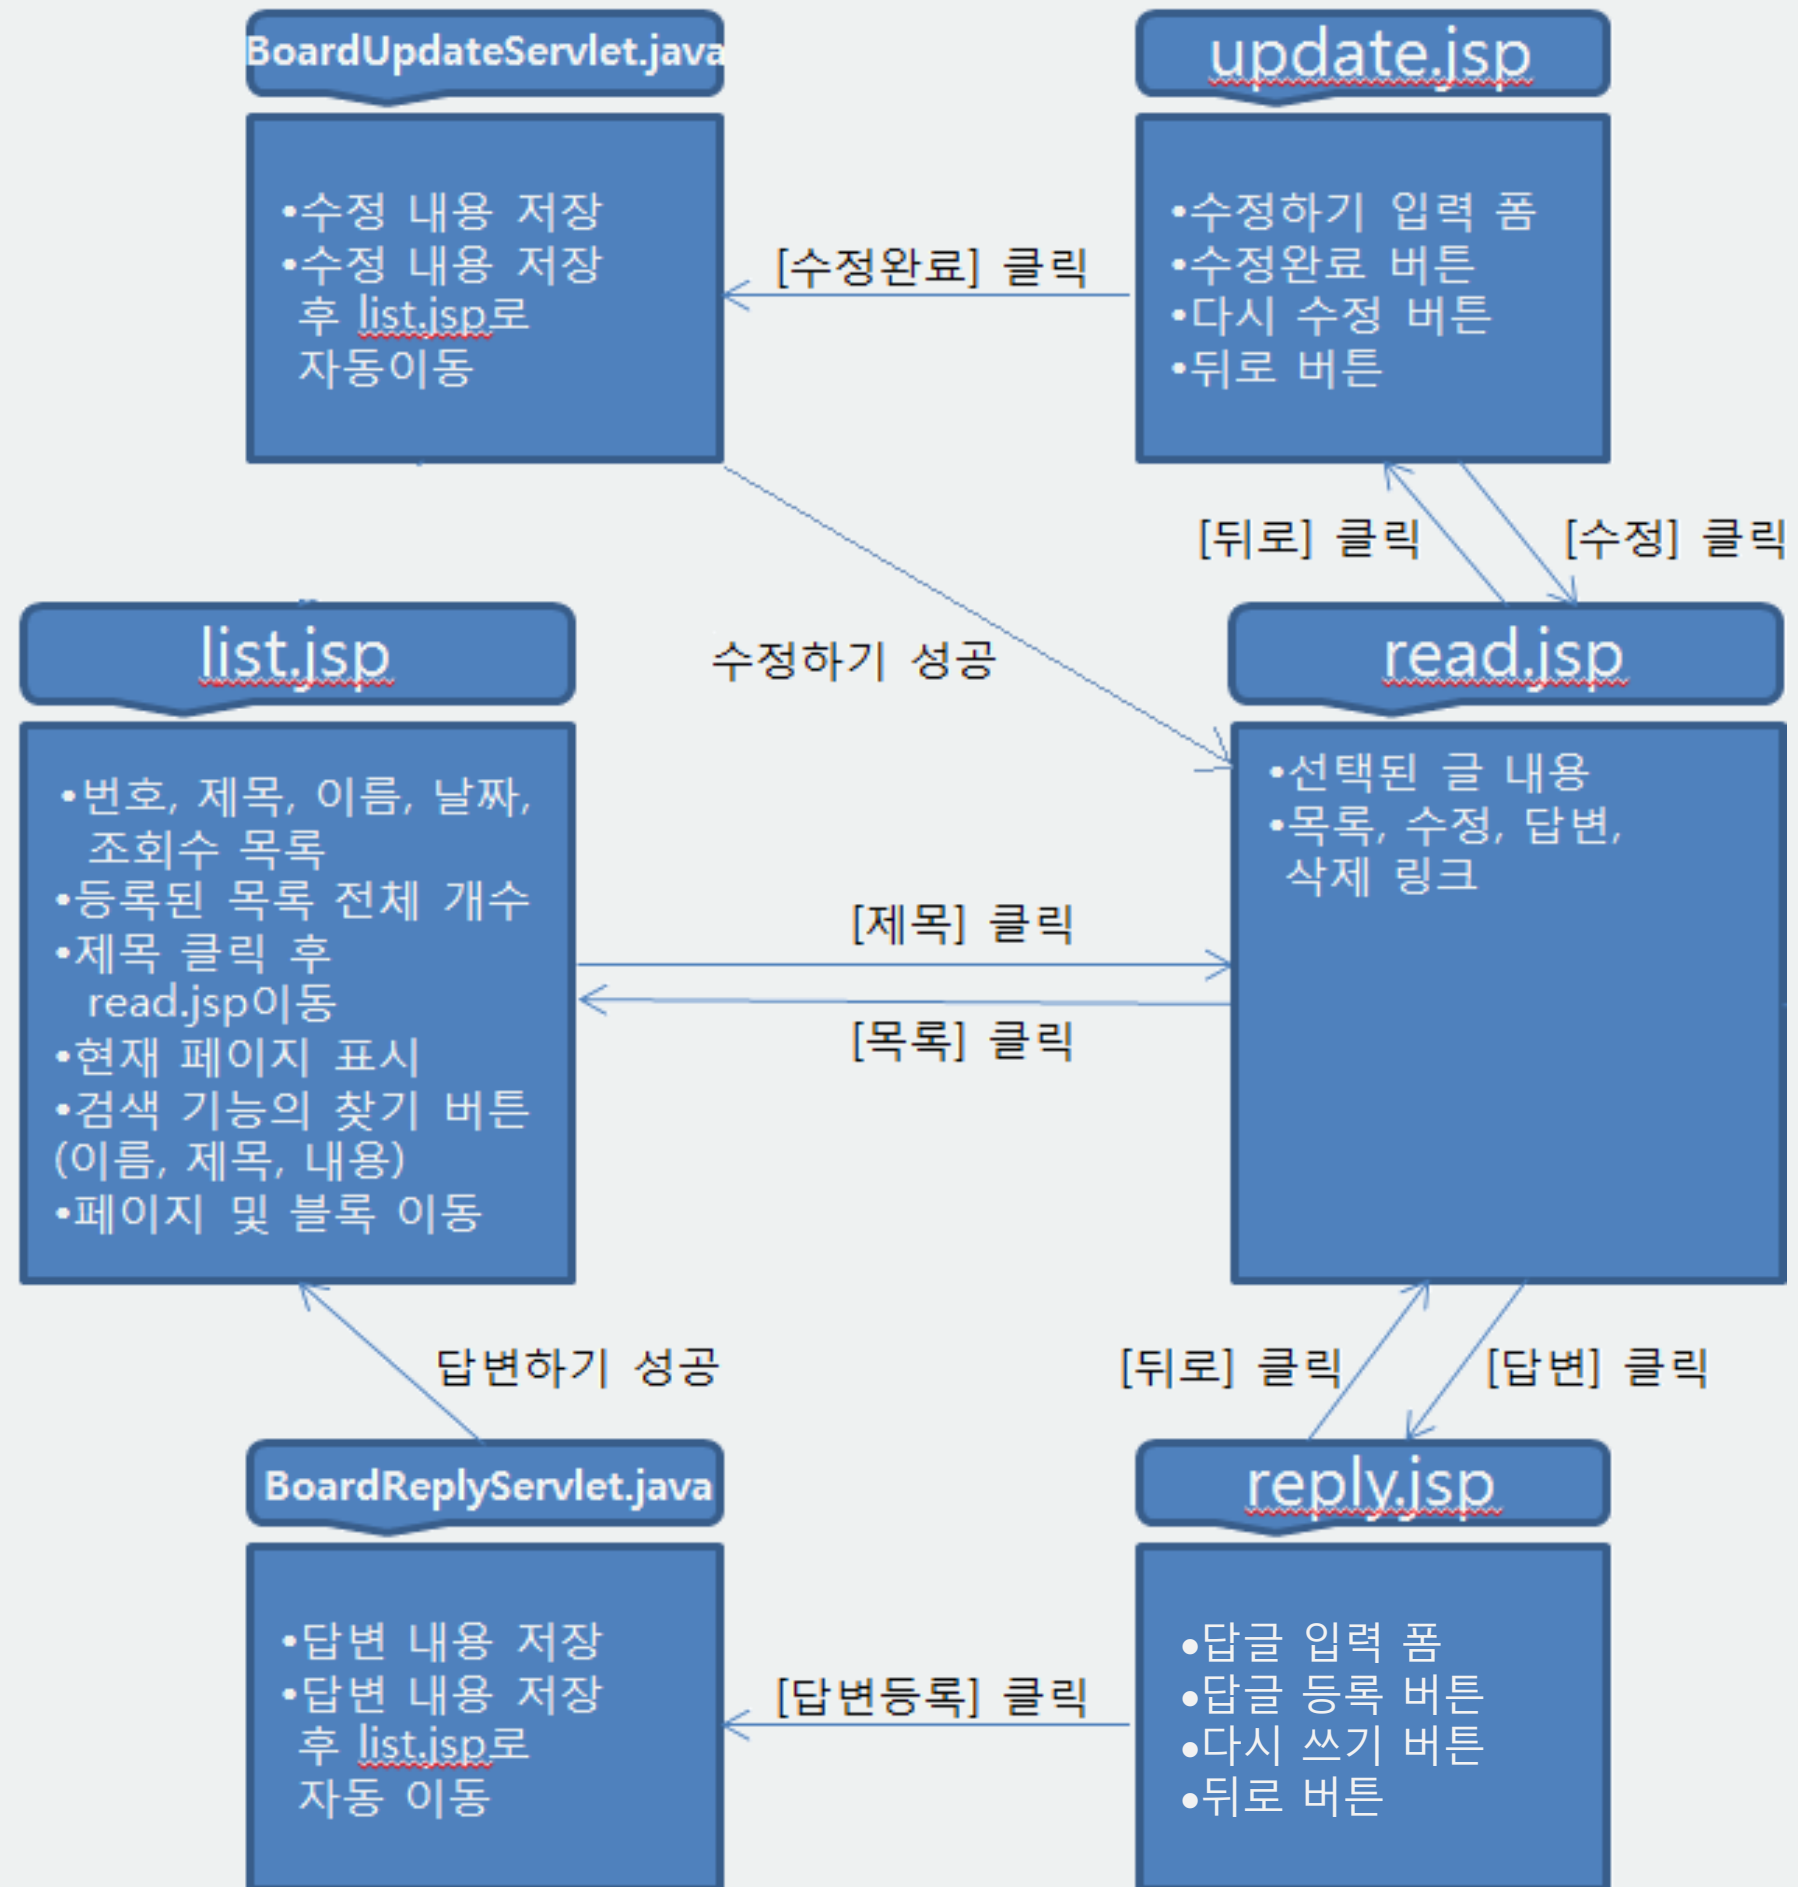 BoardUpdateServlet.java
•수정 내용 저장
•수정 내용 저장
후 list.jsp로
자동이동
update.jsp
•수정하기 입력 폼
•수정완료 버튼
•다시 수정 버튼
•뒤로 버튼
[수정완료] 클릭
[뒤로] 클릭
[수정] 클릭
수정하기 성공
list.jsp
•번호, 제목, 이름, 날짜,
조회수 목록
•등록된 목록 전체 개수
•제목 클릭 후
read.jsp이동
•현재 페이지 표시
•검색 기능의 찾기 버튼
(이름, 제목, 내용)
•페이지 및 블록 이동
read.jsp
•선택된 글 내용
•목록, 수정, 답변,
삭제 링크
[제목] 클릭
[목록] 클릭
답변하기 성공
[뒤로] 클릭
[답변] 클릭
BoardReplyServlet.java
•답변 내용 저장
•답변 내용 저장
후 list.jsp로
자동 이동
[답변등록] 클릭
reply.jsp
•답글 입력 폼
•답글 등록 버튼
•다시 쓰기 버튼
•뒤로 버튼